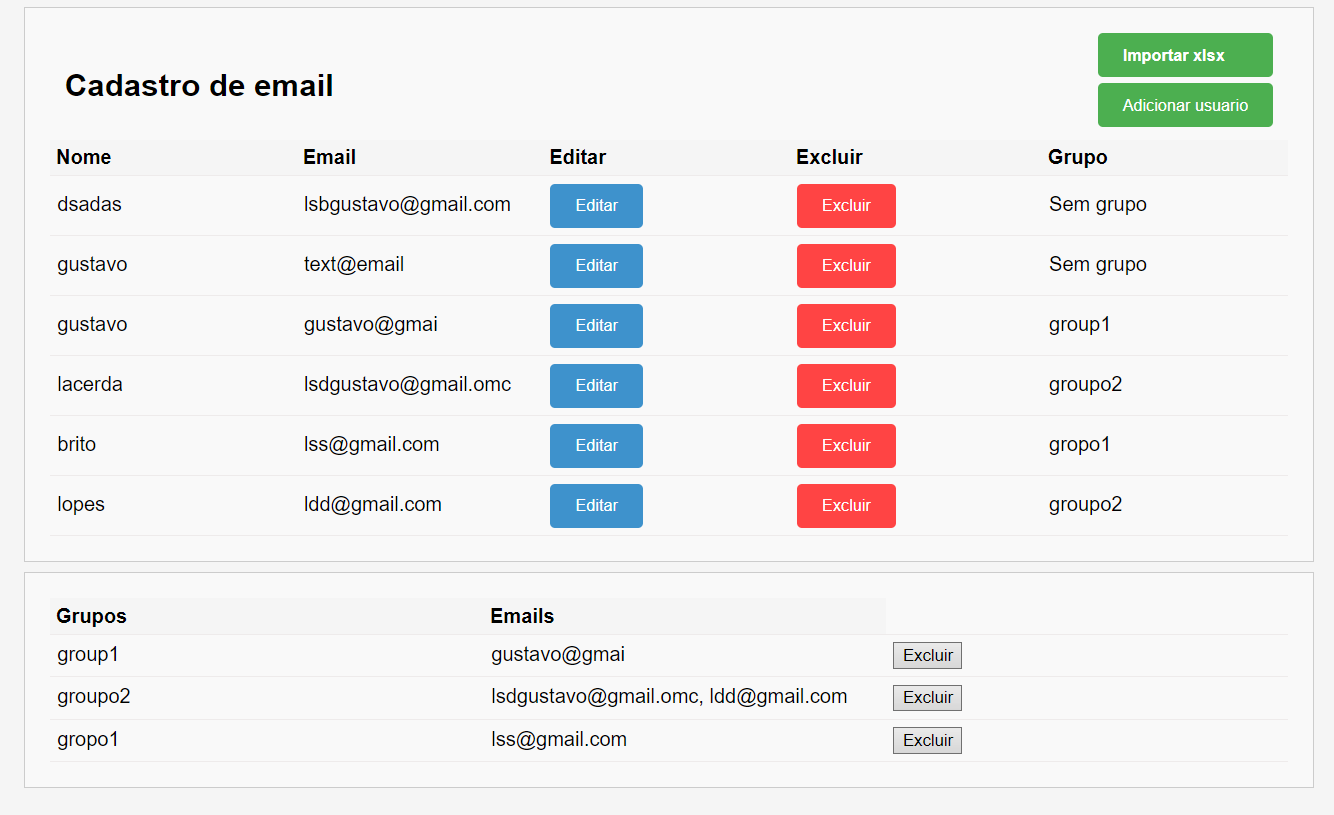 Importar xlsx
Cadastro de email
Adicionar usuario
Nome Email Editar Excluir Grupo
dsadas lsbgustavo@gmail.com Editar Excluir Sem grupo
gustavo text@email Editar Excluir Sem grupo
gustavo gustavo@gmai Editar Excluir group1
lacerda lsdgustavo@gmail.omc Editar Excluir groupo2
brito lss@gmail.com Editar Excluir gropo1
lopes ldd@gmail.com Editar Excluir groupo2
Grupos Emails
group1 gustavo@gmai Excluir
groupo2 lsdgustavo@gmail.omc, ldd@gmail.com Excluir
gropo1 lss@gmail.com Excluir